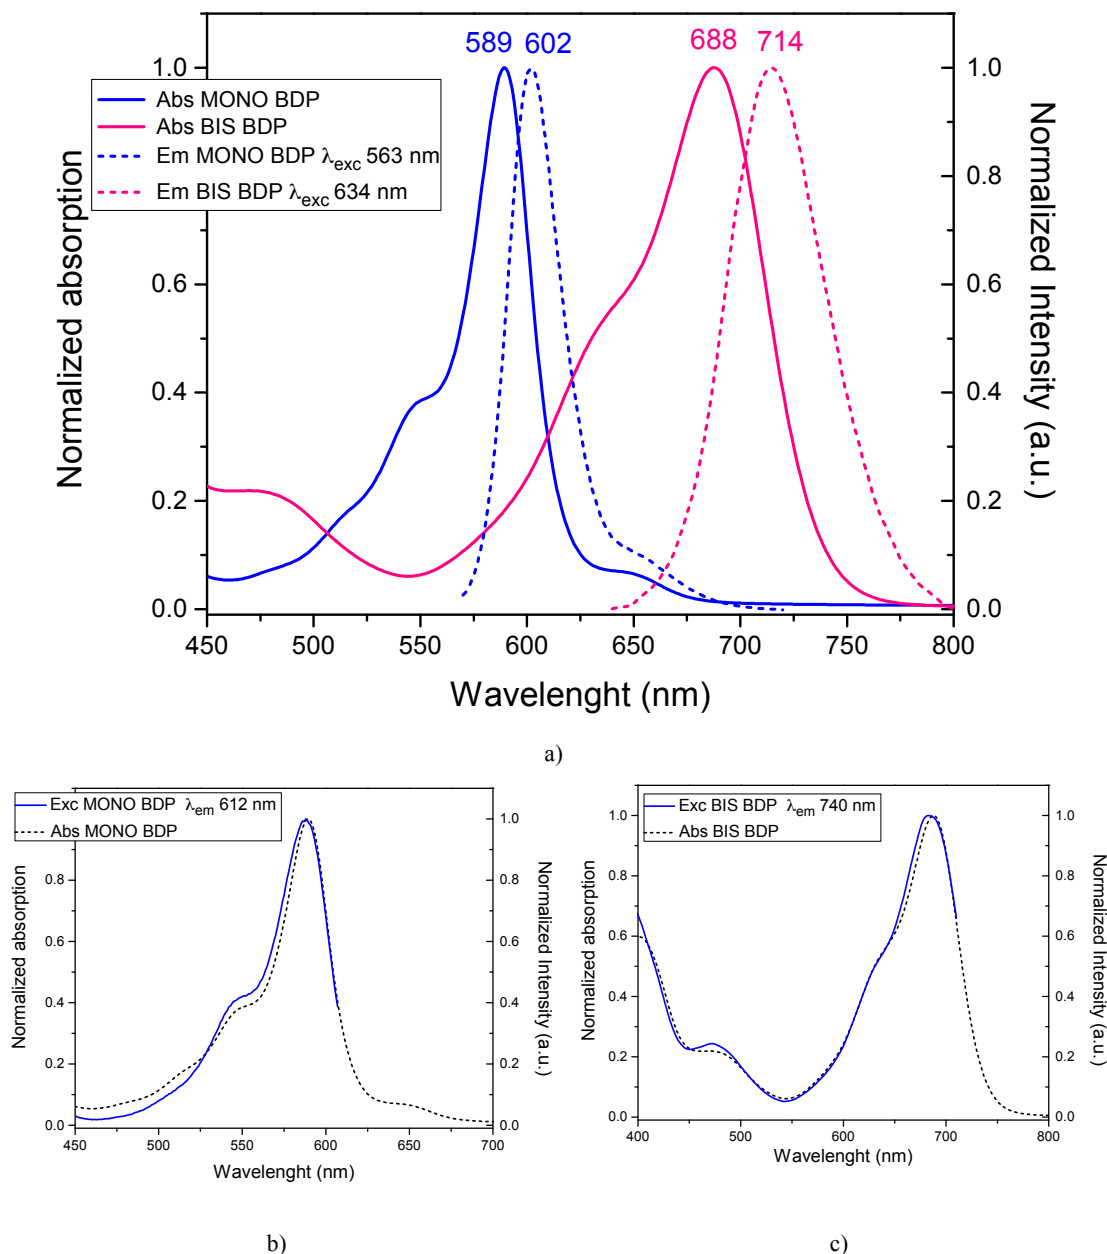 589 602 688 714
Abs MONO BDP
Abs BIS BDP
Em MONO BDP λexc 563 nm
Em BIS BDP λexc 634 nm
Normalized absorption
1.0
0.6
0.4
0.2
0.0
Normalized Intensity (a.u.)
1.0
0.8
0.6
0.4
0.2
0.0
450 500 550 600 650 700 750 800
Wavelenght (nm)
a)
Exc MONO BDP λem 612 nm
Abs MONO BDP
Normalized absorption
0.8
0.6
0.4
0.2
0.0
Normalized Intensity (a.u.)
1.0
0.8
0.6
0.4
0.2
0.0
450 500 550 600 650 700
Wavelenght (nm)
b)
Exc BIS BDP λem 740 nm
Abs BIS BDP
Normalized absorption
1.0
0.8
0.6
0.4
0.2
0.0
Normalized Intensity (a.u.)
1.0
0.8
0.6
0.4
0.2
0.0
400 500 600 700 800
Wavelenght (nm)
c)